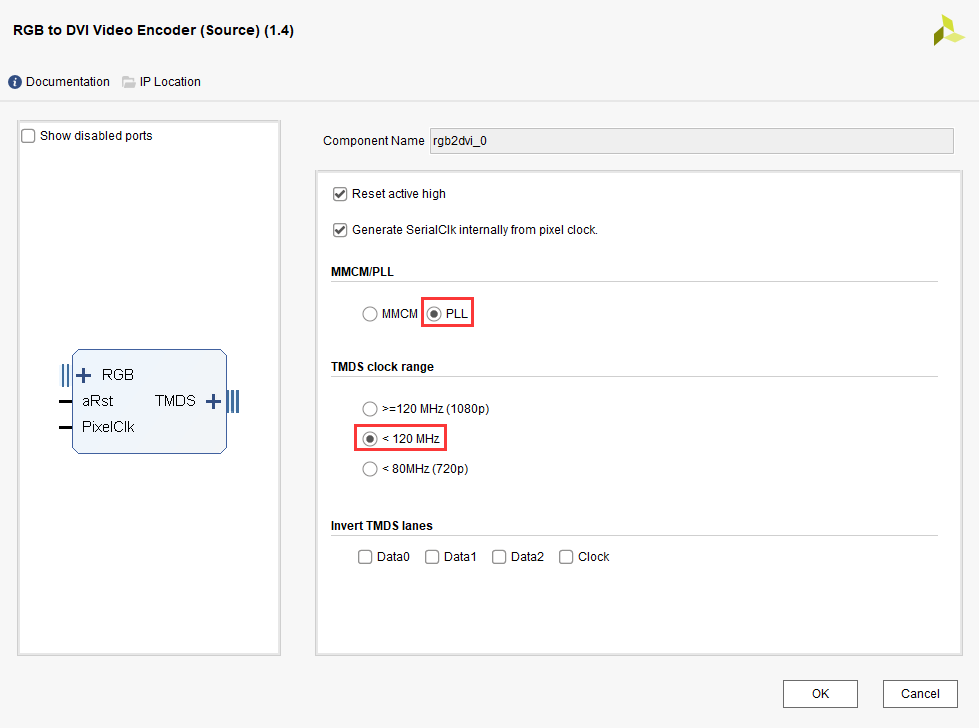 RGB to DVI Video Encoder (Source) (1.4)
Documentation IP Location
Show disabled ports
Component Name rgb2dvi_0
Reset active high
Generate SerialClk internally from pixel clock.
MMCM/PLL
MMCM PLL
TMDS clock range
>=120 MHz (1080p)
< 120 MHz
< 80MHz (720p)
Invert TMDS lanes
Data0 Data1 Data2 Clock
RGB
aRst TMDS
PixelClk
OK Cancel